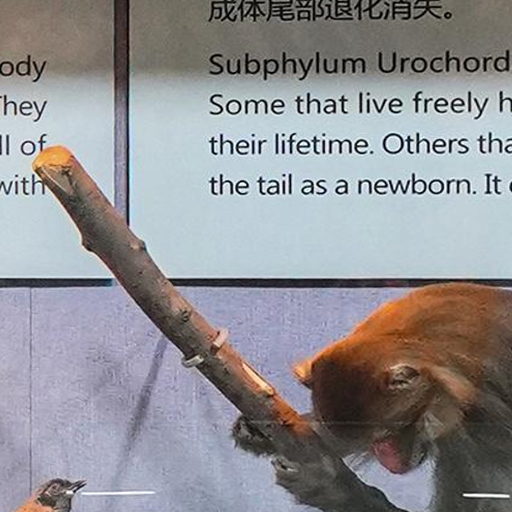 成体尾部退化消失。
ody
They
ll of
with
Subphylum Urochord
Some that live freely h
their lifetime. Others tha
the tail as a newborn. It